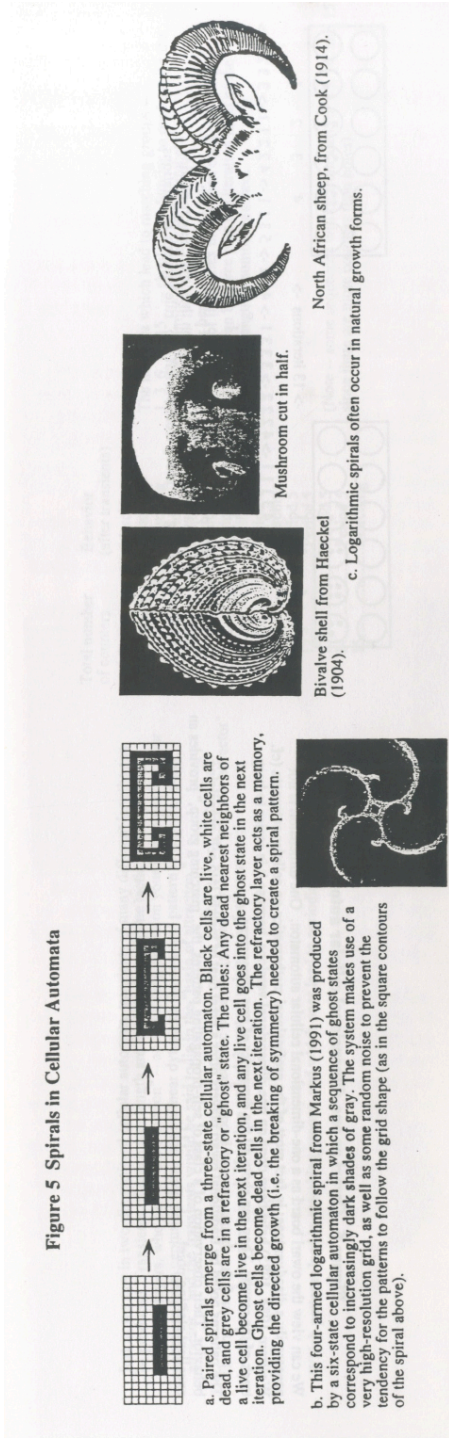 Figure 5  Spirals in Cellular Automata
a. Paired spirals emerge from a three-state cellular automaton. Black cells are live, white cells are
dead, and grey cells are in a refractory or "ghost" state. The rules: Any dead nearest neighbors of
a live cell become live in the next iteration, and any live cell goes into the ghost state in the next
iteration. Ghost cells become dead cells in the next iteration. The refractory layer acts as a memory,
providing the directed growth (i.e. the breaking of symmetry) needed to create a spiral pattern.
b. This four-armed logarithmic spiral from Markus (1991) was produced
by a six-state cellular automaton in which a sequence of ghost states
correspond to increasingly dark shades of gray. The system makes use of a
very high-resolution grid, as well as some random noise to prevent the
tendency for the patterns to follow the grid shape (as in the square contours
of the spiral above).
Bivalve shell from Haeckel
(1904).
Mushroom cut in half.
North African sheep, from Cook (1914).
c. Logarithmic spirals often occur in natural growth forms.